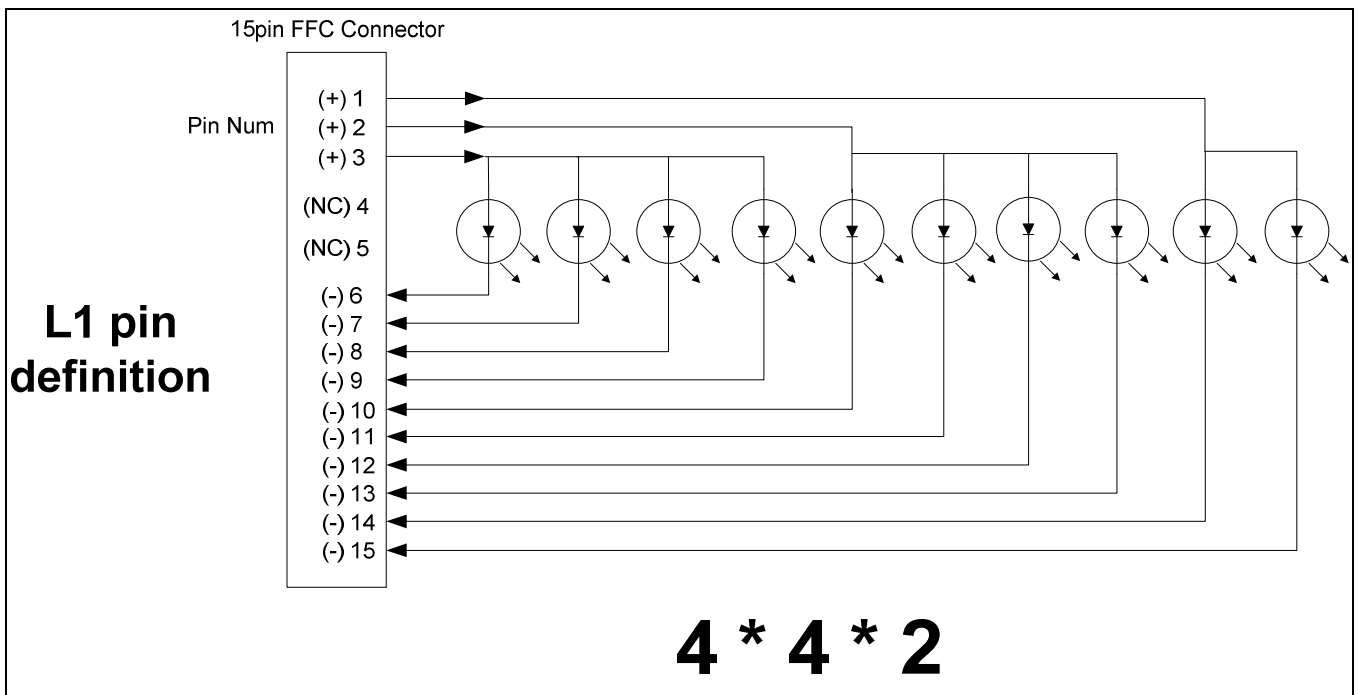 15pin FFC Connector
Pin Num
(+) 1
(+) 2
(+) 3
(NC) 4
(NC) 5
(-) 6
(-) 7
(-) 8
(-) 9
(-) 10
(-) 11
(-) 12
(-) 13
(-) 14
(-) 15
L1 pin
definition
4 * 4 * 2